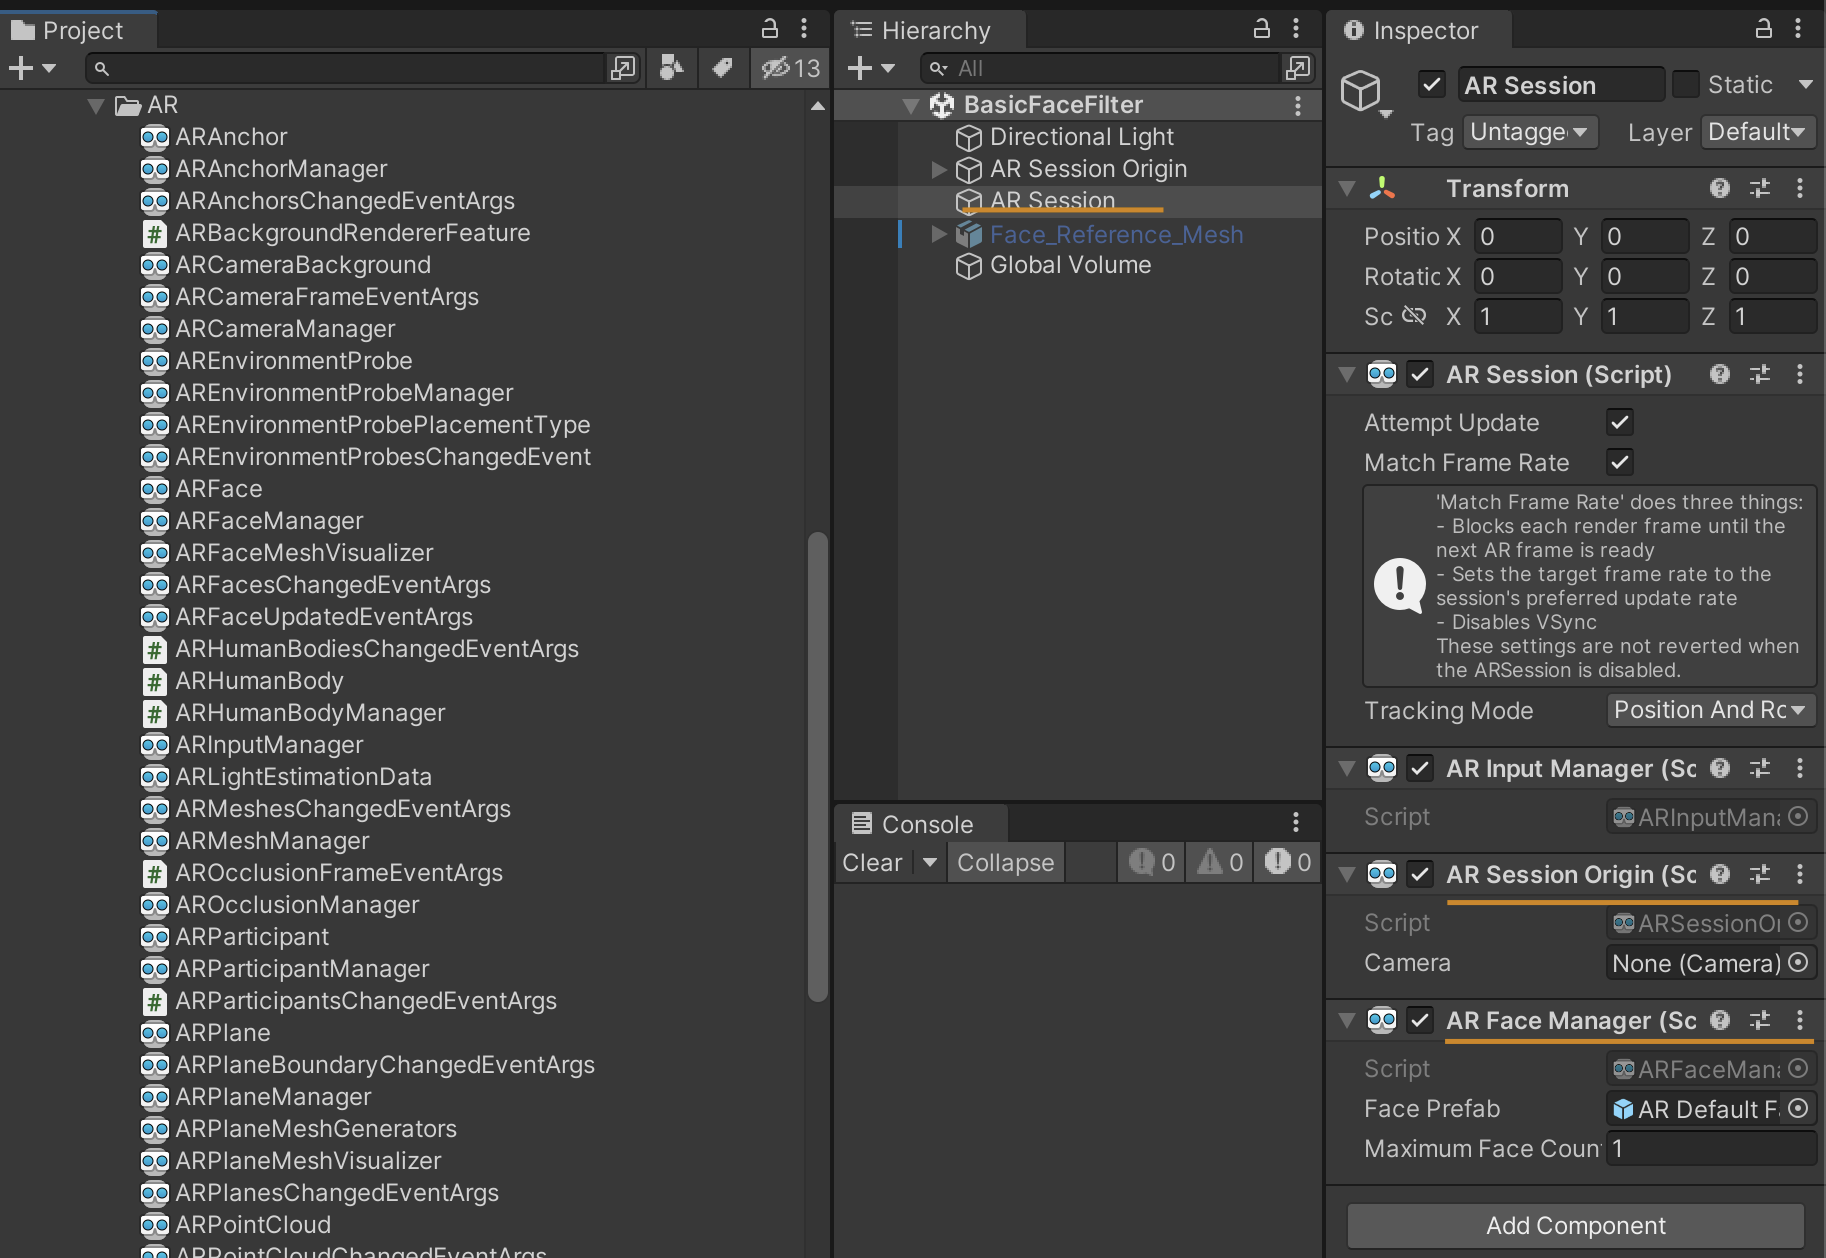 Project
13
AR
ARAnchor
ARAnchorManager
ARAnchorsChangedEventArgs
ARBackgroundRendererFeature
ARCameraBackground
ARCameraFrameEventArgs
ARCameraManager
AREnvironmentProbe
AREnvironmentProbeManager
AREnvironmentProbePlacementType
AREnvironmentProbesChangedEvent
ARFace
ARFaceManager
ARFaceMeshVisualizer
ARFacesChangedEventArgs
ARFaceUpdatedEventArgs
ARHumanBodiesChangedEventArgs
ARHumanBody
ARHumanBodyManager
ARInputManager
ARLightEstimationData
ARMeshesChangedEventArgs
ARMeshManager
AROcclusionFrameEventArgs
AROcclusionManager
ARParticipant
ARParticipantManager
ARParticipantsChangedEventArgs
ARPlane
ARPlaneBoundaryChangedEventArgs
ARPlaneManager
ARPlaneMeshGenerators
ARPlaneMeshVisualizer
ARPlanesChangedEventArgs
ARPointCloud
ARPointCloudChangedEventArgs
Hierarchy
All
BasicFaceFilter
Directional Light
AR Session Origin
AR Session
Face_Reference_Mesh
Global Volume
Console
Clear Collapse 0 0 0
Inspector
AR Session Static
Tag Untagge Layer Default
Transform
Positio X 0 Y 0 Z 0
Rotatic X 0 Y 0 Z 0
Sc X 1 Y 1 Z 1
AR Session (Script)
Attempt Update
Match Frame Rate
'Match Frame Rate' does three things:
- Blocks each render frame until the
next AR frame is ready
- Sets the target frame rate to the
session's preferred update rate
- Disables VSync
These settings are not reverted when
the ARSession is disabled.
Tracking Mode Position And Rc
AR Input Manager (Sc
Script ARInputMana
AR Session Origin (Sc
Script ARSessionOr
Camera None (Camera)
AR Face Manager (Sc
Script ARFaceMana
Face Prefab AR Default F
Maximum Face Coun 1
Add Component